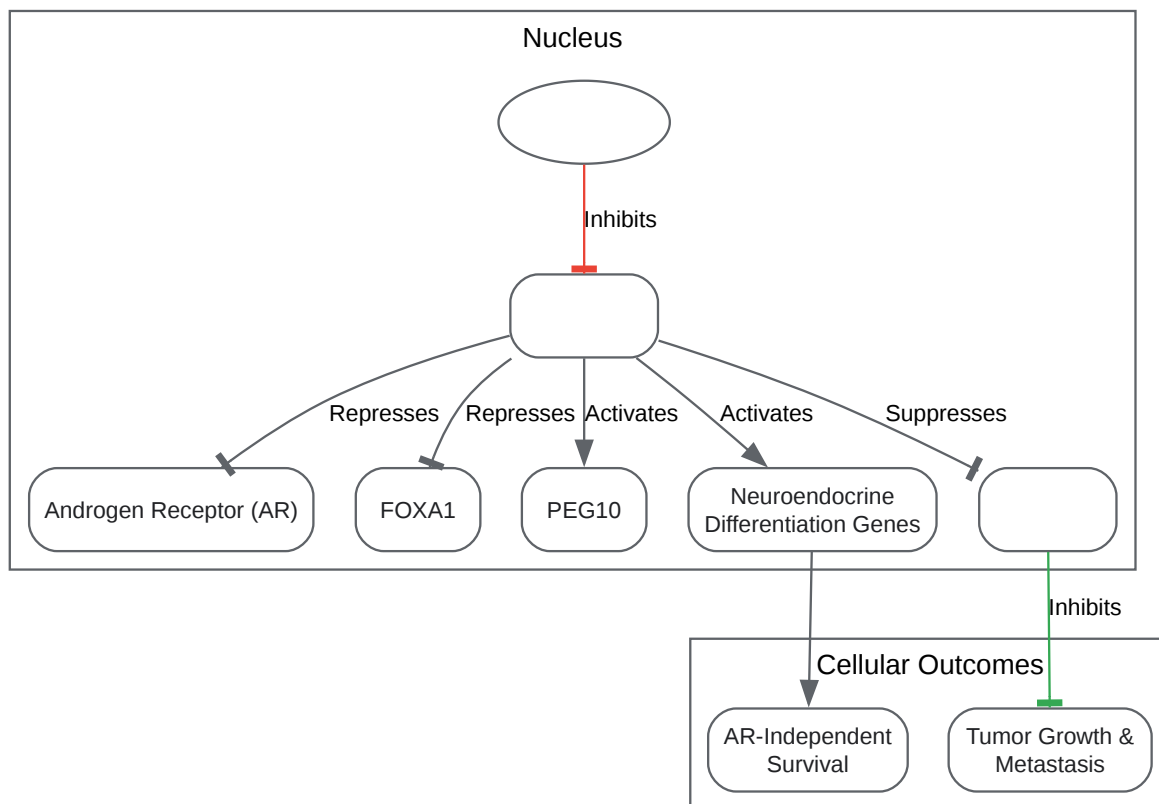 Nucleus
Inhibits
Represses
Represses
Activates
Activates
Suppresses
Androgen Receptor (AR)
FOXA1
PEG10
Neuroendocrine
Differentiation Genes
Inhibits
Cellular Outcomes
AR-Independent
Survival
Tumor Growth &
Metastasis